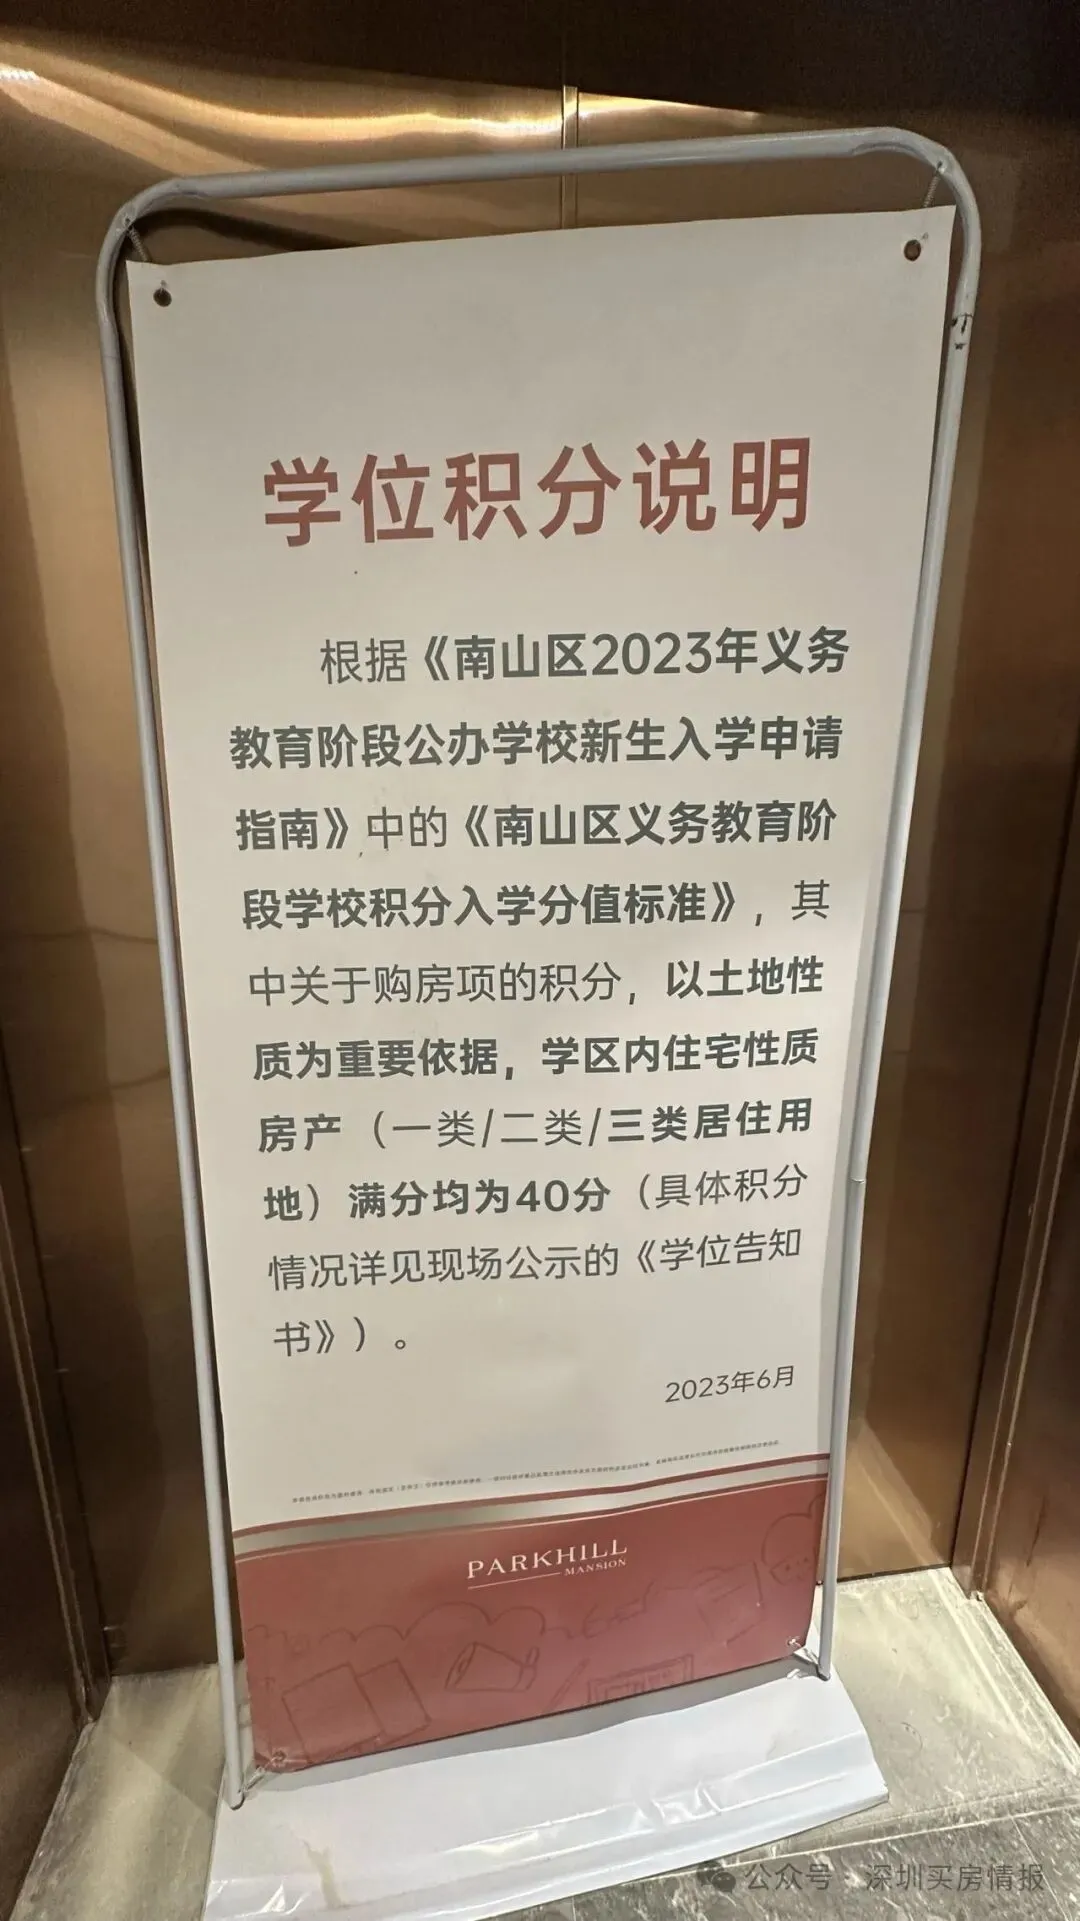 学位积分说明
根据《南山区2023年义务
教育阶段公办学校新生入学申请
指南》中的《南山区义务教育阶
段学校积分入学分值标准》，其
中关于购房项的积分，以土地性
质为重要依据，学区内住宅性质
房产（一类/二类/三类居住用
地）满分均为40分（具体积分
情况详见现场公示的《学位告知
书》）。
2023年6月
PARKHILL
MANSION
公众号·深圳买房情报